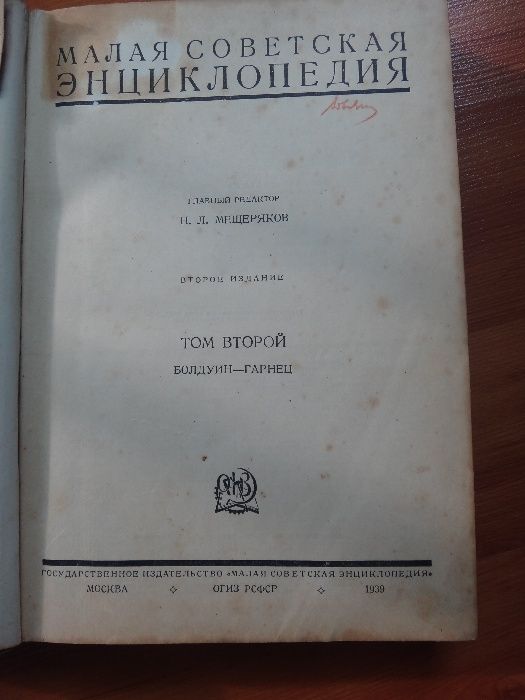 МАЛАЯ СОВЕТСКАЯ
ЭНЦИКЛОПЕДИЯ
ГЛАВНЫЙ РЕДАКТОР
Н. Л. МЕЩЕРЯКОВ
ВТОРОЕ ИЗДАНИЕ
ТОМ ВТОРОЙ
БОЛДУИН—ГАРНЕЦ
ГОСУДАРСТВЕННОЕ ИЗДАТЕЛЬСТВО «МАЛАЯ СОВЕТСКАЯ ЭНЦИКЛОПЕДИЯ»
МОСКВА ОГИЗ РСФСР 1939